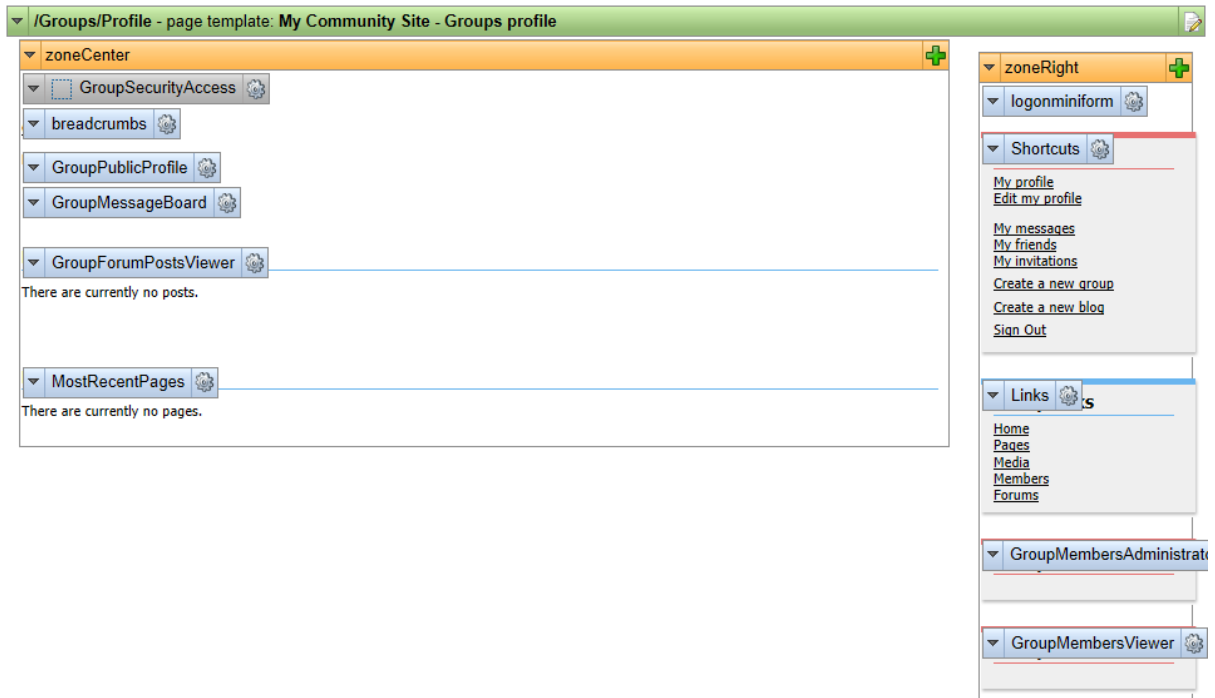 /Groups/Profile - page template: My Community Site - Groups profile
zoneCenter
GroupSecurityAccess
breadcrumbs
GroupPublicProfile
GroupMessageBoard
GroupForumPostsViewer
There are currently no posts.
MostRecentPages
There are currently no pages.
zoneRight
logonminiform
Shortcuts
My profile
Edit my profile
My messages
My friends
My invitations
Create a new group
Create a new blog
Sign Out
Links
Home
Pages
Media
Members
Forums
GroupMembersAdministrato
GroupMembersViewer